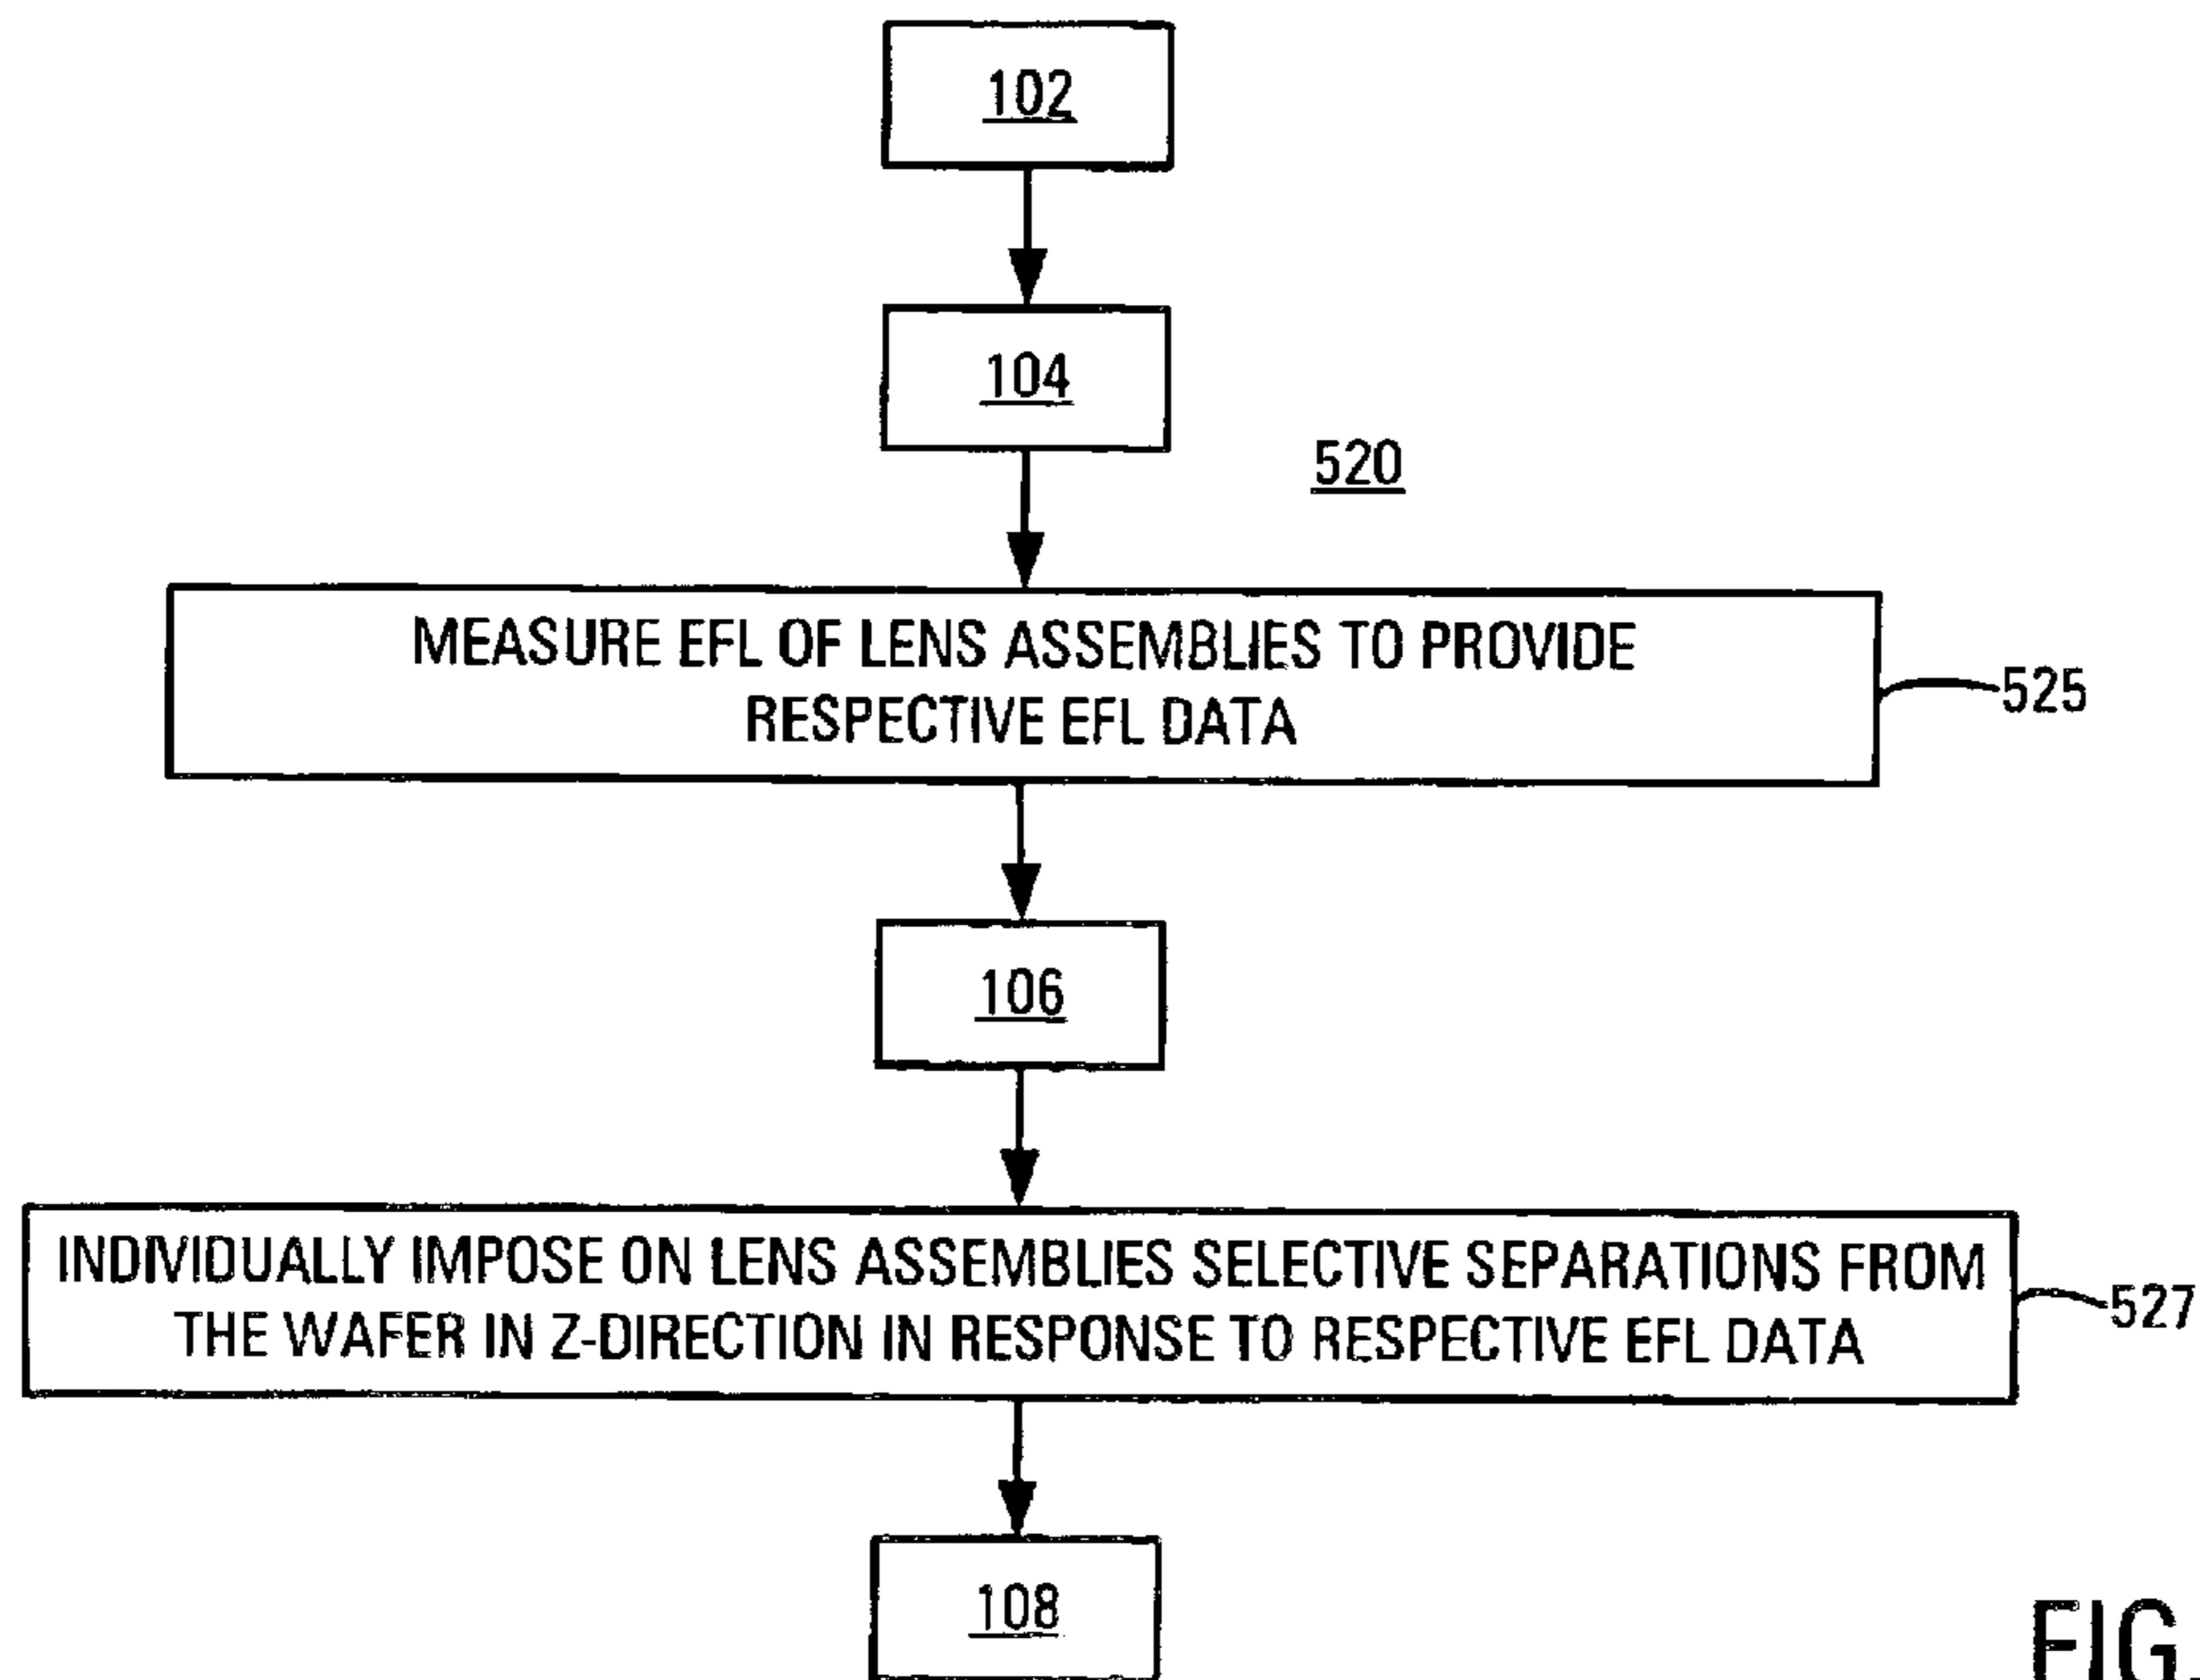 102
104
520
MEASURE EFL OF LENS ASSEMBLIES TO PROVIDE
RESPECTIVE EFL DATA
525
106
INDIVIDUALLY IMPOSE ON LENS ASSEMBLIES SELECTIVE SEPARATIONS FROM
THE WAFER IN Z-DIRECTION IN RESPONSE TO RESPECTIVE EFL DATA
527
108
FIG.